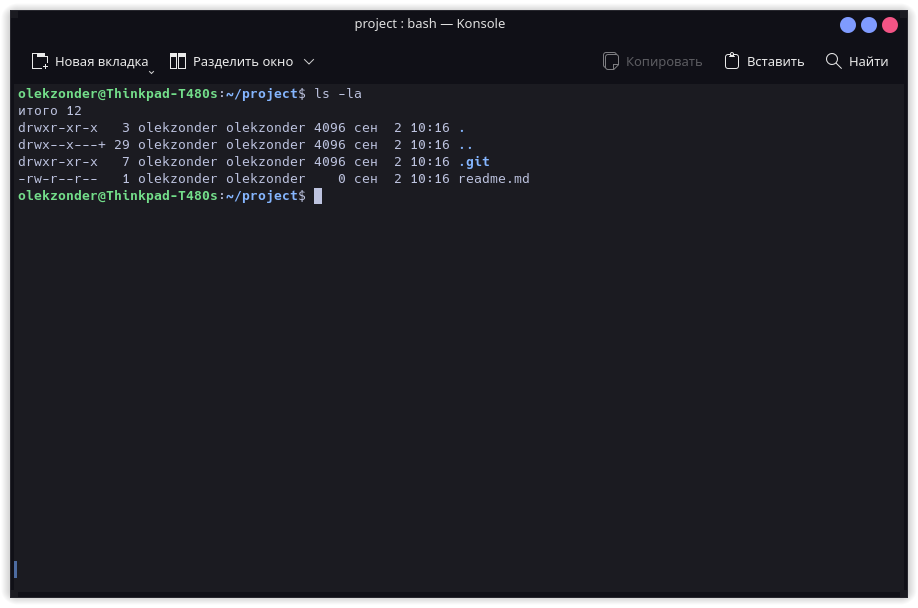 project : bash — Konsole
Новая вкладка Разделить окно Копировать Вставить Найти
olekzonder@Thinkpad-T480s:~/project$ ls -la
итого 12
drwxr-xr-x   3 olekzonder olekzonder 4096 сен  2 10:16 .
drwx--x---+ 29 olekzonder olekzonder 4096 сен  2 10:16 ..
drwxr-xr-x   7 olekzonder olekzonder 4096 сен  2 10:16 .git
-rw-r--r--   1 olekzonder olekzonder    0 сен  2 10:16 readme.md
olekzonder@Thinkpad-T480s:~/project$